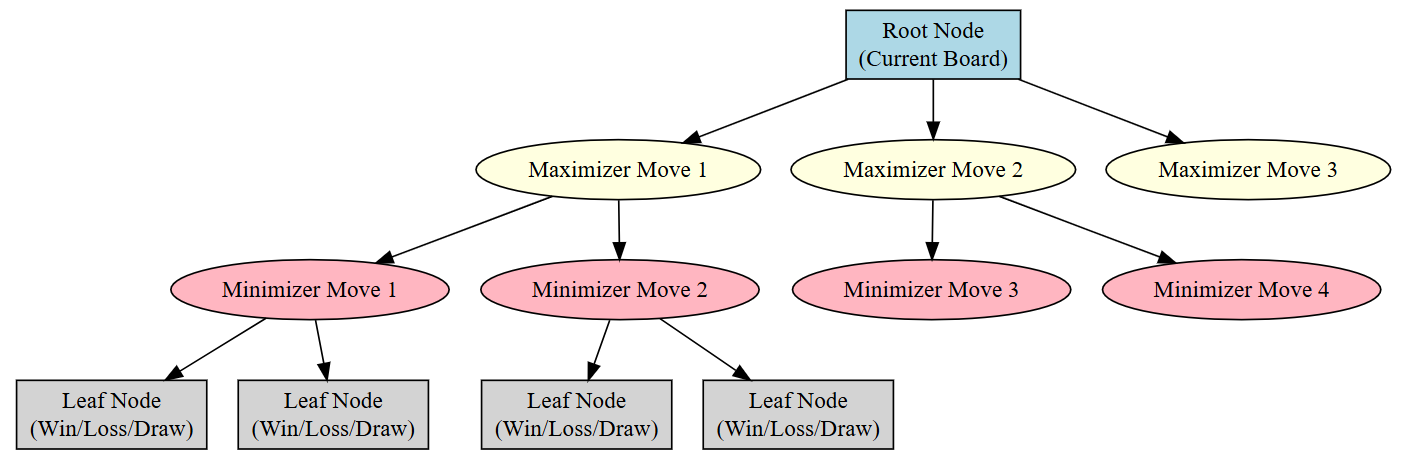 Root Node
(Current Board)
Maximizer Move 1
Maximizer Move 2
Maximizer Move 3
Minimizer Move 1
Minimizer Move 2
Minimizer Move 3
Minimizer Move 4
Leaf Node
(Win/Loss/Draw)
Leaf Node
(Win/Loss/Draw)
Leaf Node
(Win/Loss/Draw)
Leaf Node
(Win/Loss/Draw)